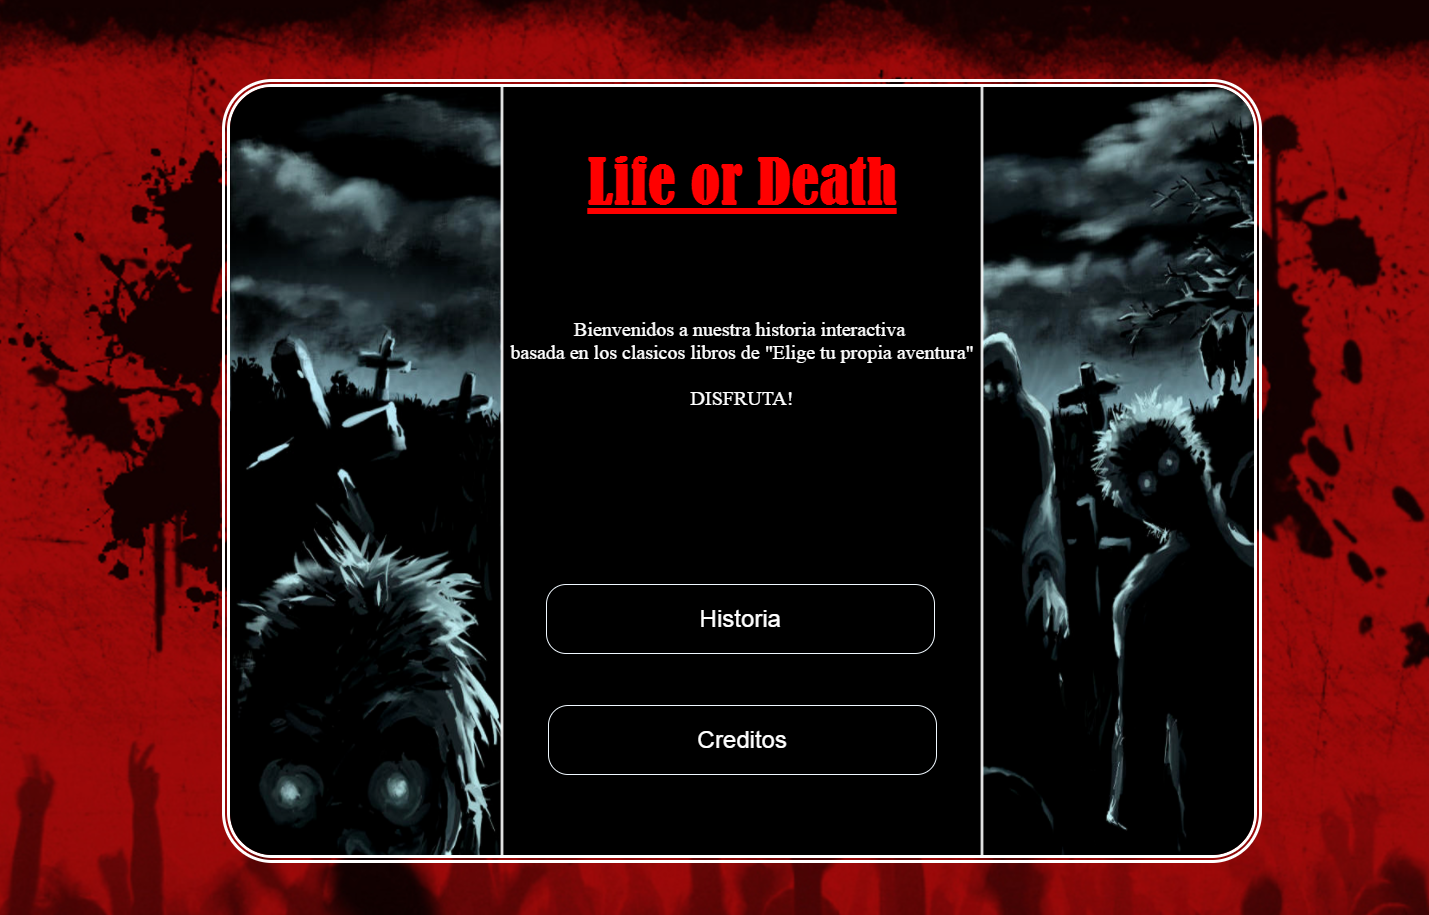 Life or Death
Bienvenidos a nuestra historia interactiva
basada en los clasicos libros de "Elige tu propia aventura"
DISFRUTA!
Historia
Creditos